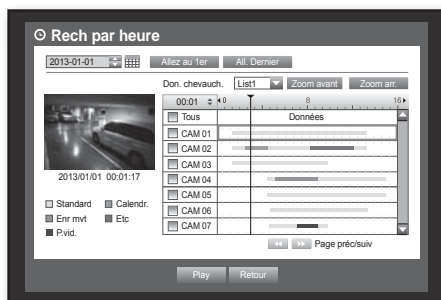 Rech par heure
2013-01-01 Allez au 1er All. Dernier
Don. chevauch. List1 Zoom avant Zoom arr.
00:01 0 8 16
Tous Données
CAM 01
CAM 02
CAM 03
CAM 04
CAM 05
CAM 06
CAM 07
2013/01/01 00:01:17
Standard Calendr.
Enr mvt Etc
P.vid.
Page préc/suiv
Play Retour